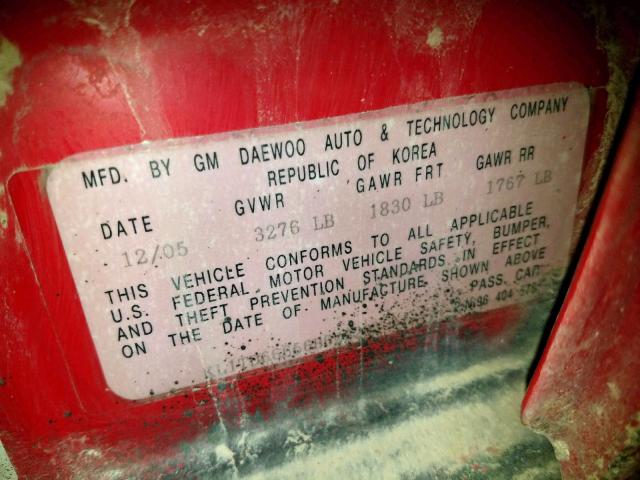 MFD. BY GM DAEWOO AUTO & TECHNOLOGY COMPANY
REPUBLIC OF KOREA
DATE GVWR GAWR FRT GAWR RR
12/05 3276 LB 1830 LB 1767 LB
THIS VEHICLE CONFORMS TO ALL APPLICABLE
U.S. FEDERAL MOTOR VEHICLE SAFETY, BUMPER,
AND THEFT PREVENTION STANDARDS IN EFFECT
ON THE DATE OF MANUFACTURE SHOWN ABOVE
PASS CAR
96 404